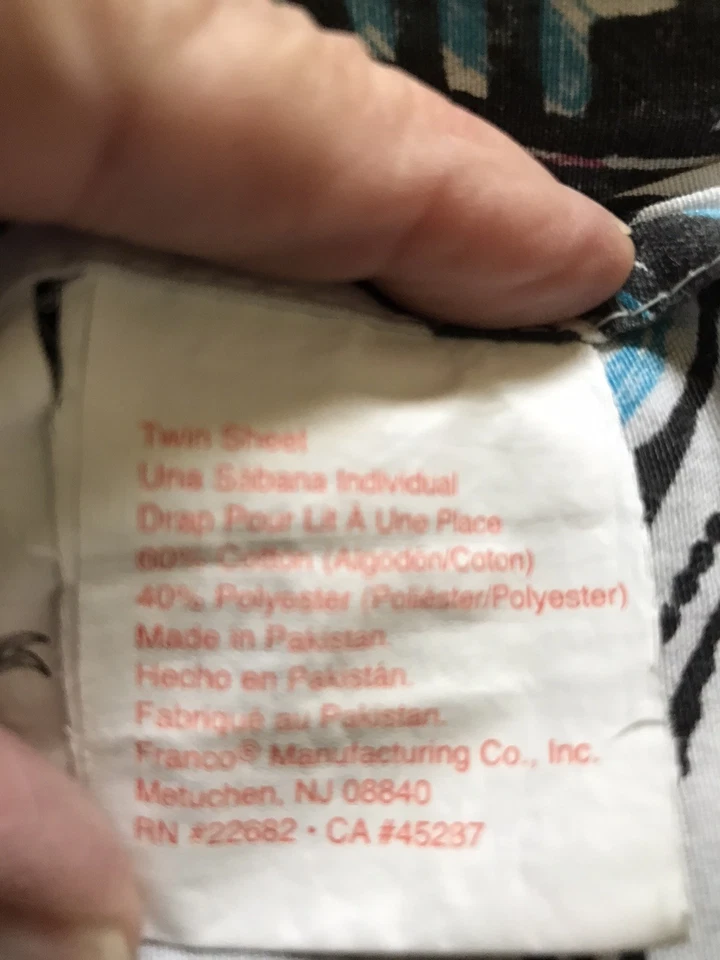 Twin Sheet
Una Sábana Individual
Drap Pour Lit À Une Place
60% Cotton (Algodón/Coton)
40% Polyester (Poliéster/Polyester)
Made in Pakistan.
Hecho en Pakistán.
Fabriqué au Pakistan.
Franco® Manufacturing Co., Inc.
Metuchen, NJ 08840
RN #22682 • CA #45237